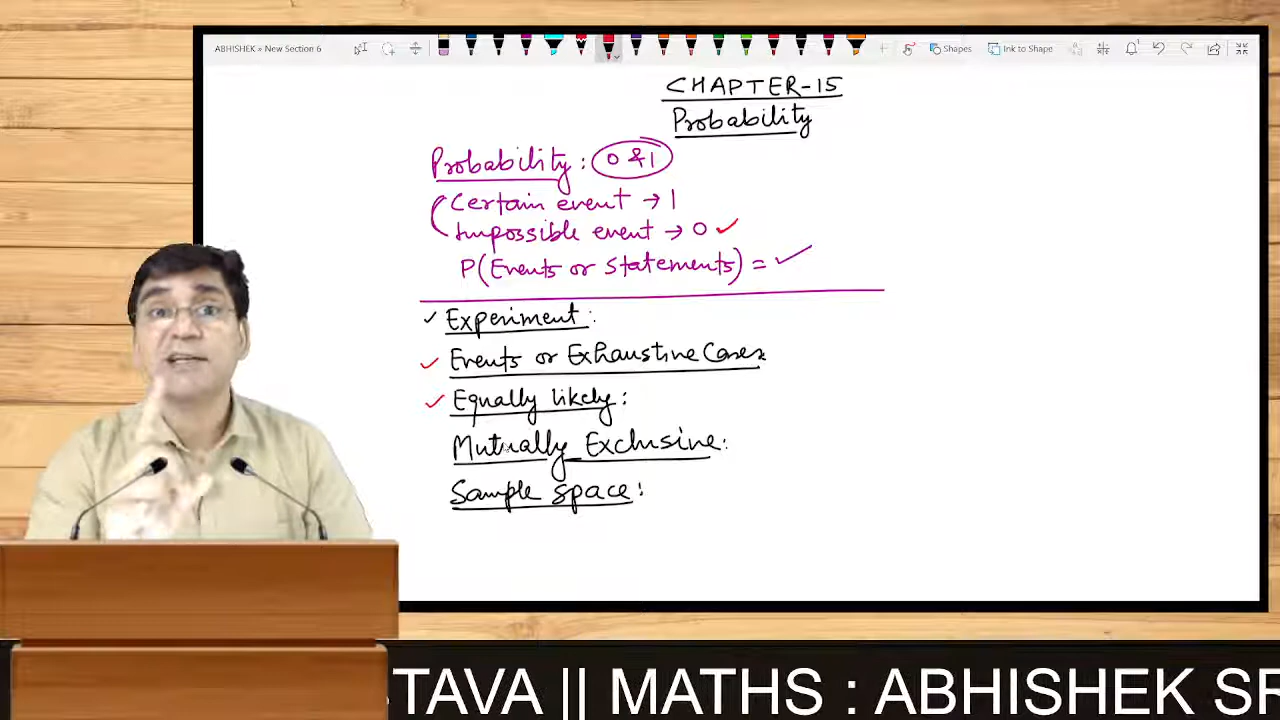 ABHISHEK » New Section 6
Shapes
Ink to Shape
CHAPTER-15
Probability
Probability : 0 & 1
Certain event → 1
Impossible event → 0 ✓
P(Events or Statements) = ✓
✓ Experiment :
✓ Events or Exhaustive Cases
✓ Equally likely :
Mutually Exclusive :
Sample space :
TAVA || MATHS : ABHISHEK SR